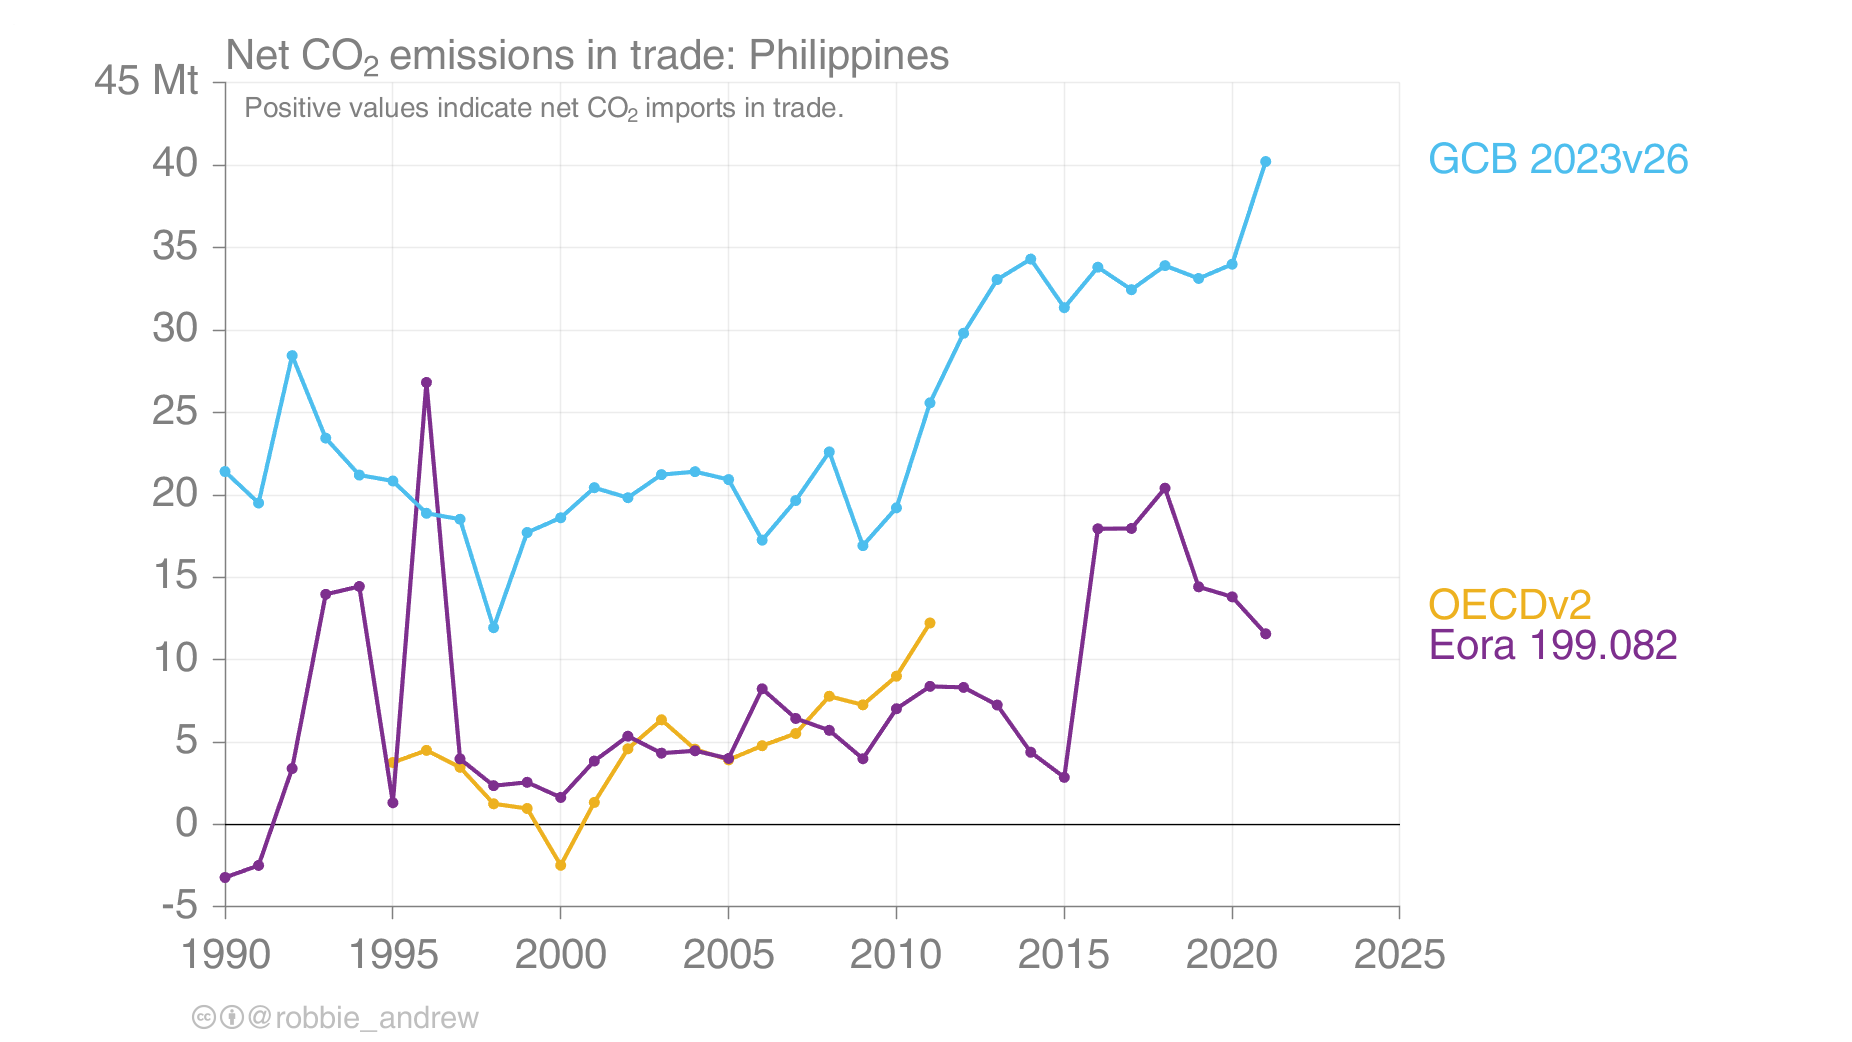 Net CO₂ emissions in trade: Philippines
45 Mt
Positive values indicate net CO₂ imports in trade.
40
35
30
25
20
15
10
5
0
-5
1990 1995 2000 2005 2010 2015 2020 2025
GCB 2023v26
OECDv2
Eora 199.082
cc @robbie_andrew